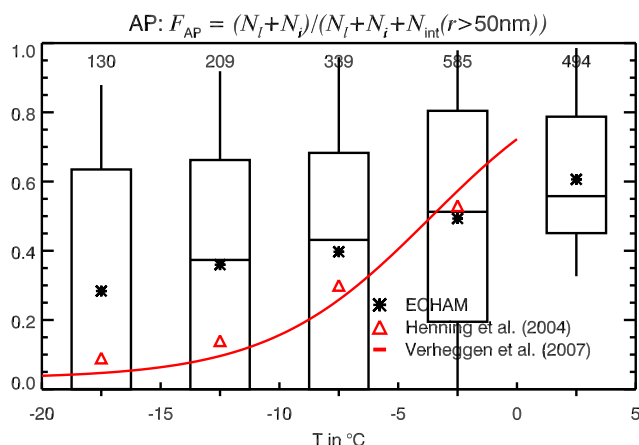 AP: F_AP = (N_l+N_i)/(N_l+N_i+N_int(r>50nm))
1.0
130 209 339 585 494
0.8
0.6
0.4
ECHAM
0.2
Henning et al. (2004)
Verheggen et al. (2007)
0.0
-20 -15 -10 -5 0 5
T in °C